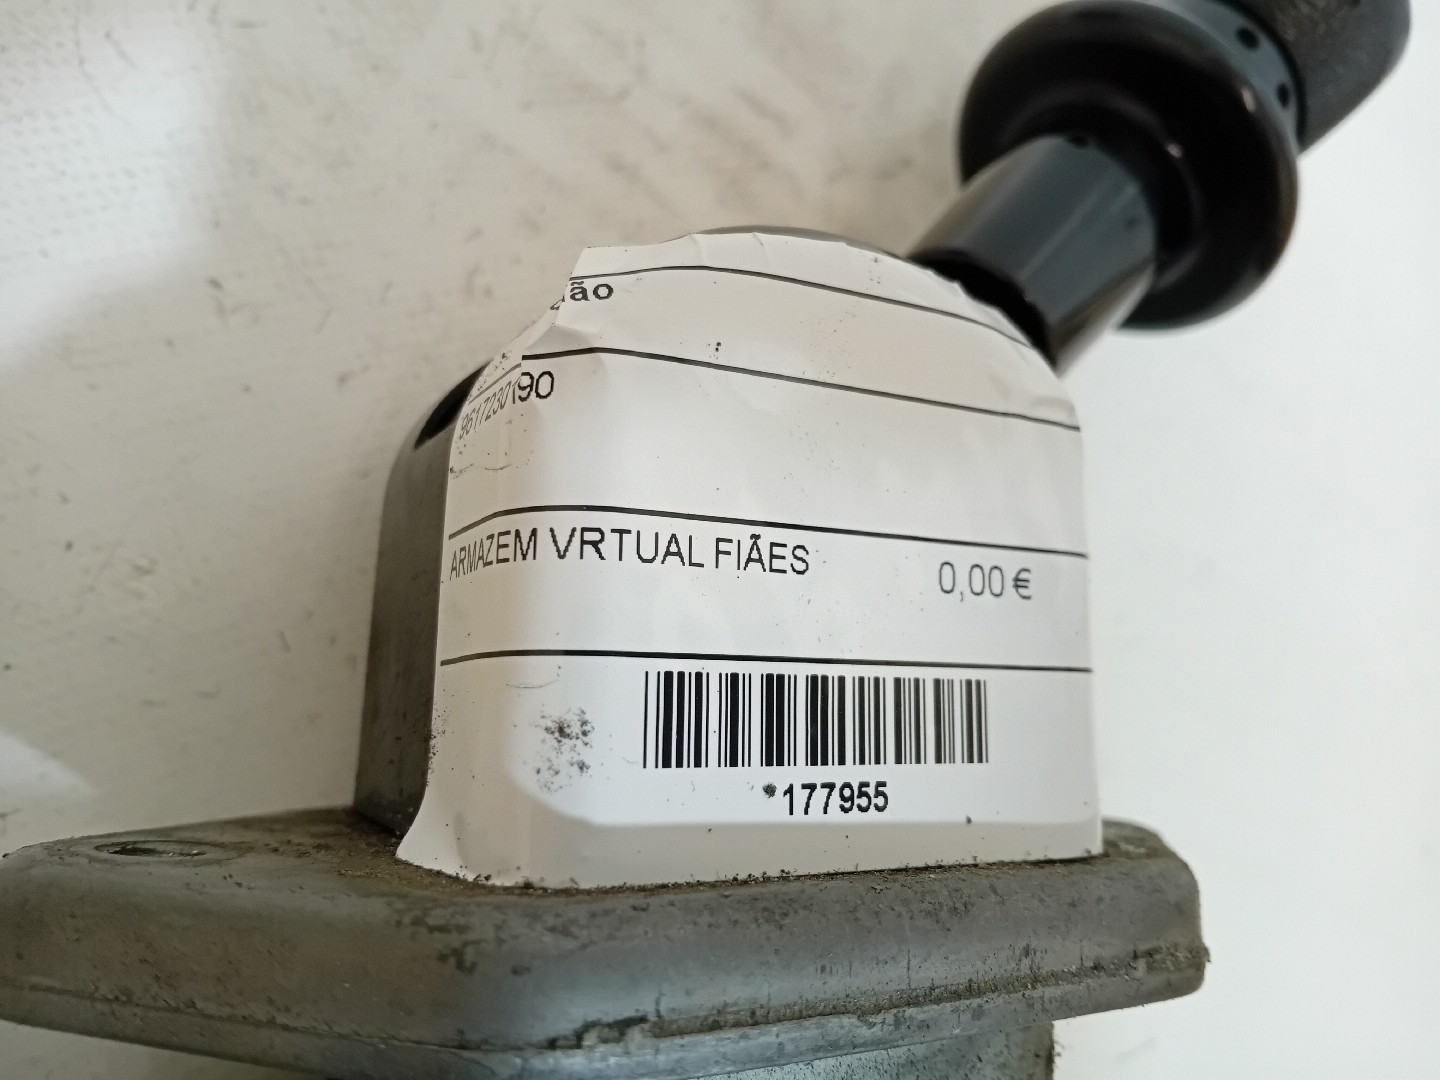 ão
9617230190
ARMAZEM VRTUAL FIÃES 0,00 €
*177955